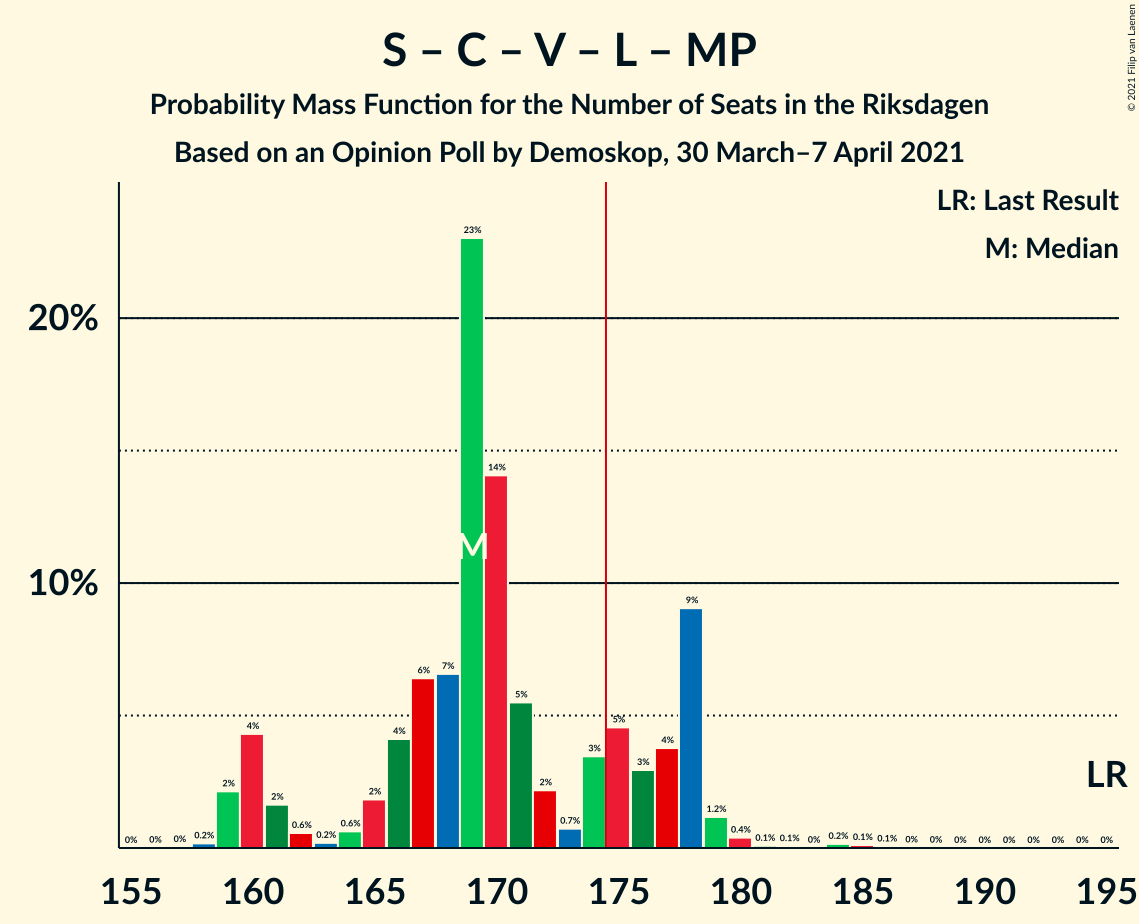 S – C – V – L – MP
Probability Mass Function for the Number of Seats in the Riksdagen
Based on an Opinion Poll by Demoskop, 30 March–7 April 2021
© 2021 Filip van Laenen
LR: Last Result
M: Median
20%
10%
0% 0% 0% 0.2% 2% 4% 2% 0.6% 0.2% 0.6% 2% 4% 6% 7% 23% 14% 5% 2% 0.7% 3% 5% 3% 4% 9% 1.2% 0.4% 0.1% 0.1% 0% 0.2% 0.1% 0.1% 0% 0% 0% 0% 0% 0% 0% 0% 0%
M
LR
155 160 165 170 175 180 185 190 195